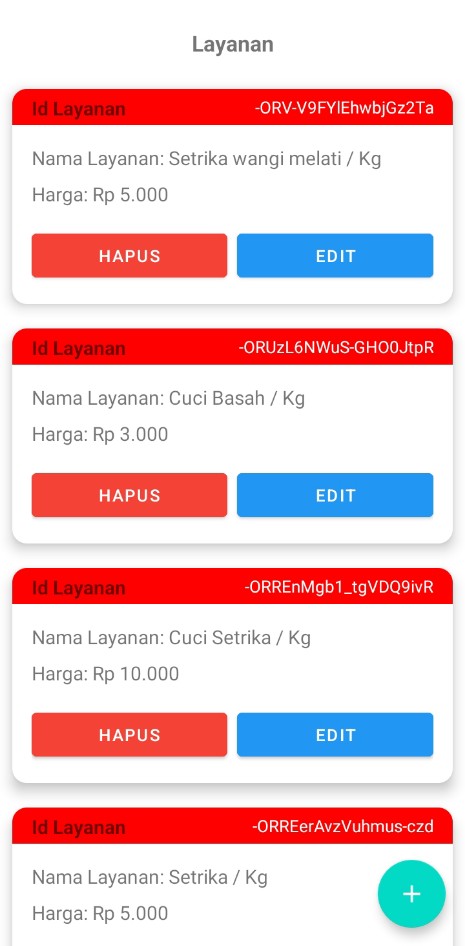 Layanan
Id Layanan -ORV-V9FYlEhwbjGz2Ta
Nama Layanan: Setrika wangi melati / Kg
Harga: Rp 5.000
HAPUS EDIT
Id Layanan -ORUzL6NWuS-GHO0JtpR
Nama Layanan: Cuci Basah / Kg
Harga: Rp 3.000
HAPUS EDIT
Id Layanan -ORREnMgb1_tgVDQ9ivR
Nama Layanan: Cuci Setrika / Kg
Harga: Rp 10.000
HAPUS EDIT
Id Layanan -ORREerAvzVuhmus-czd
Nama Layanan: Setrika / Kg
Harga: Rp 5.000
+